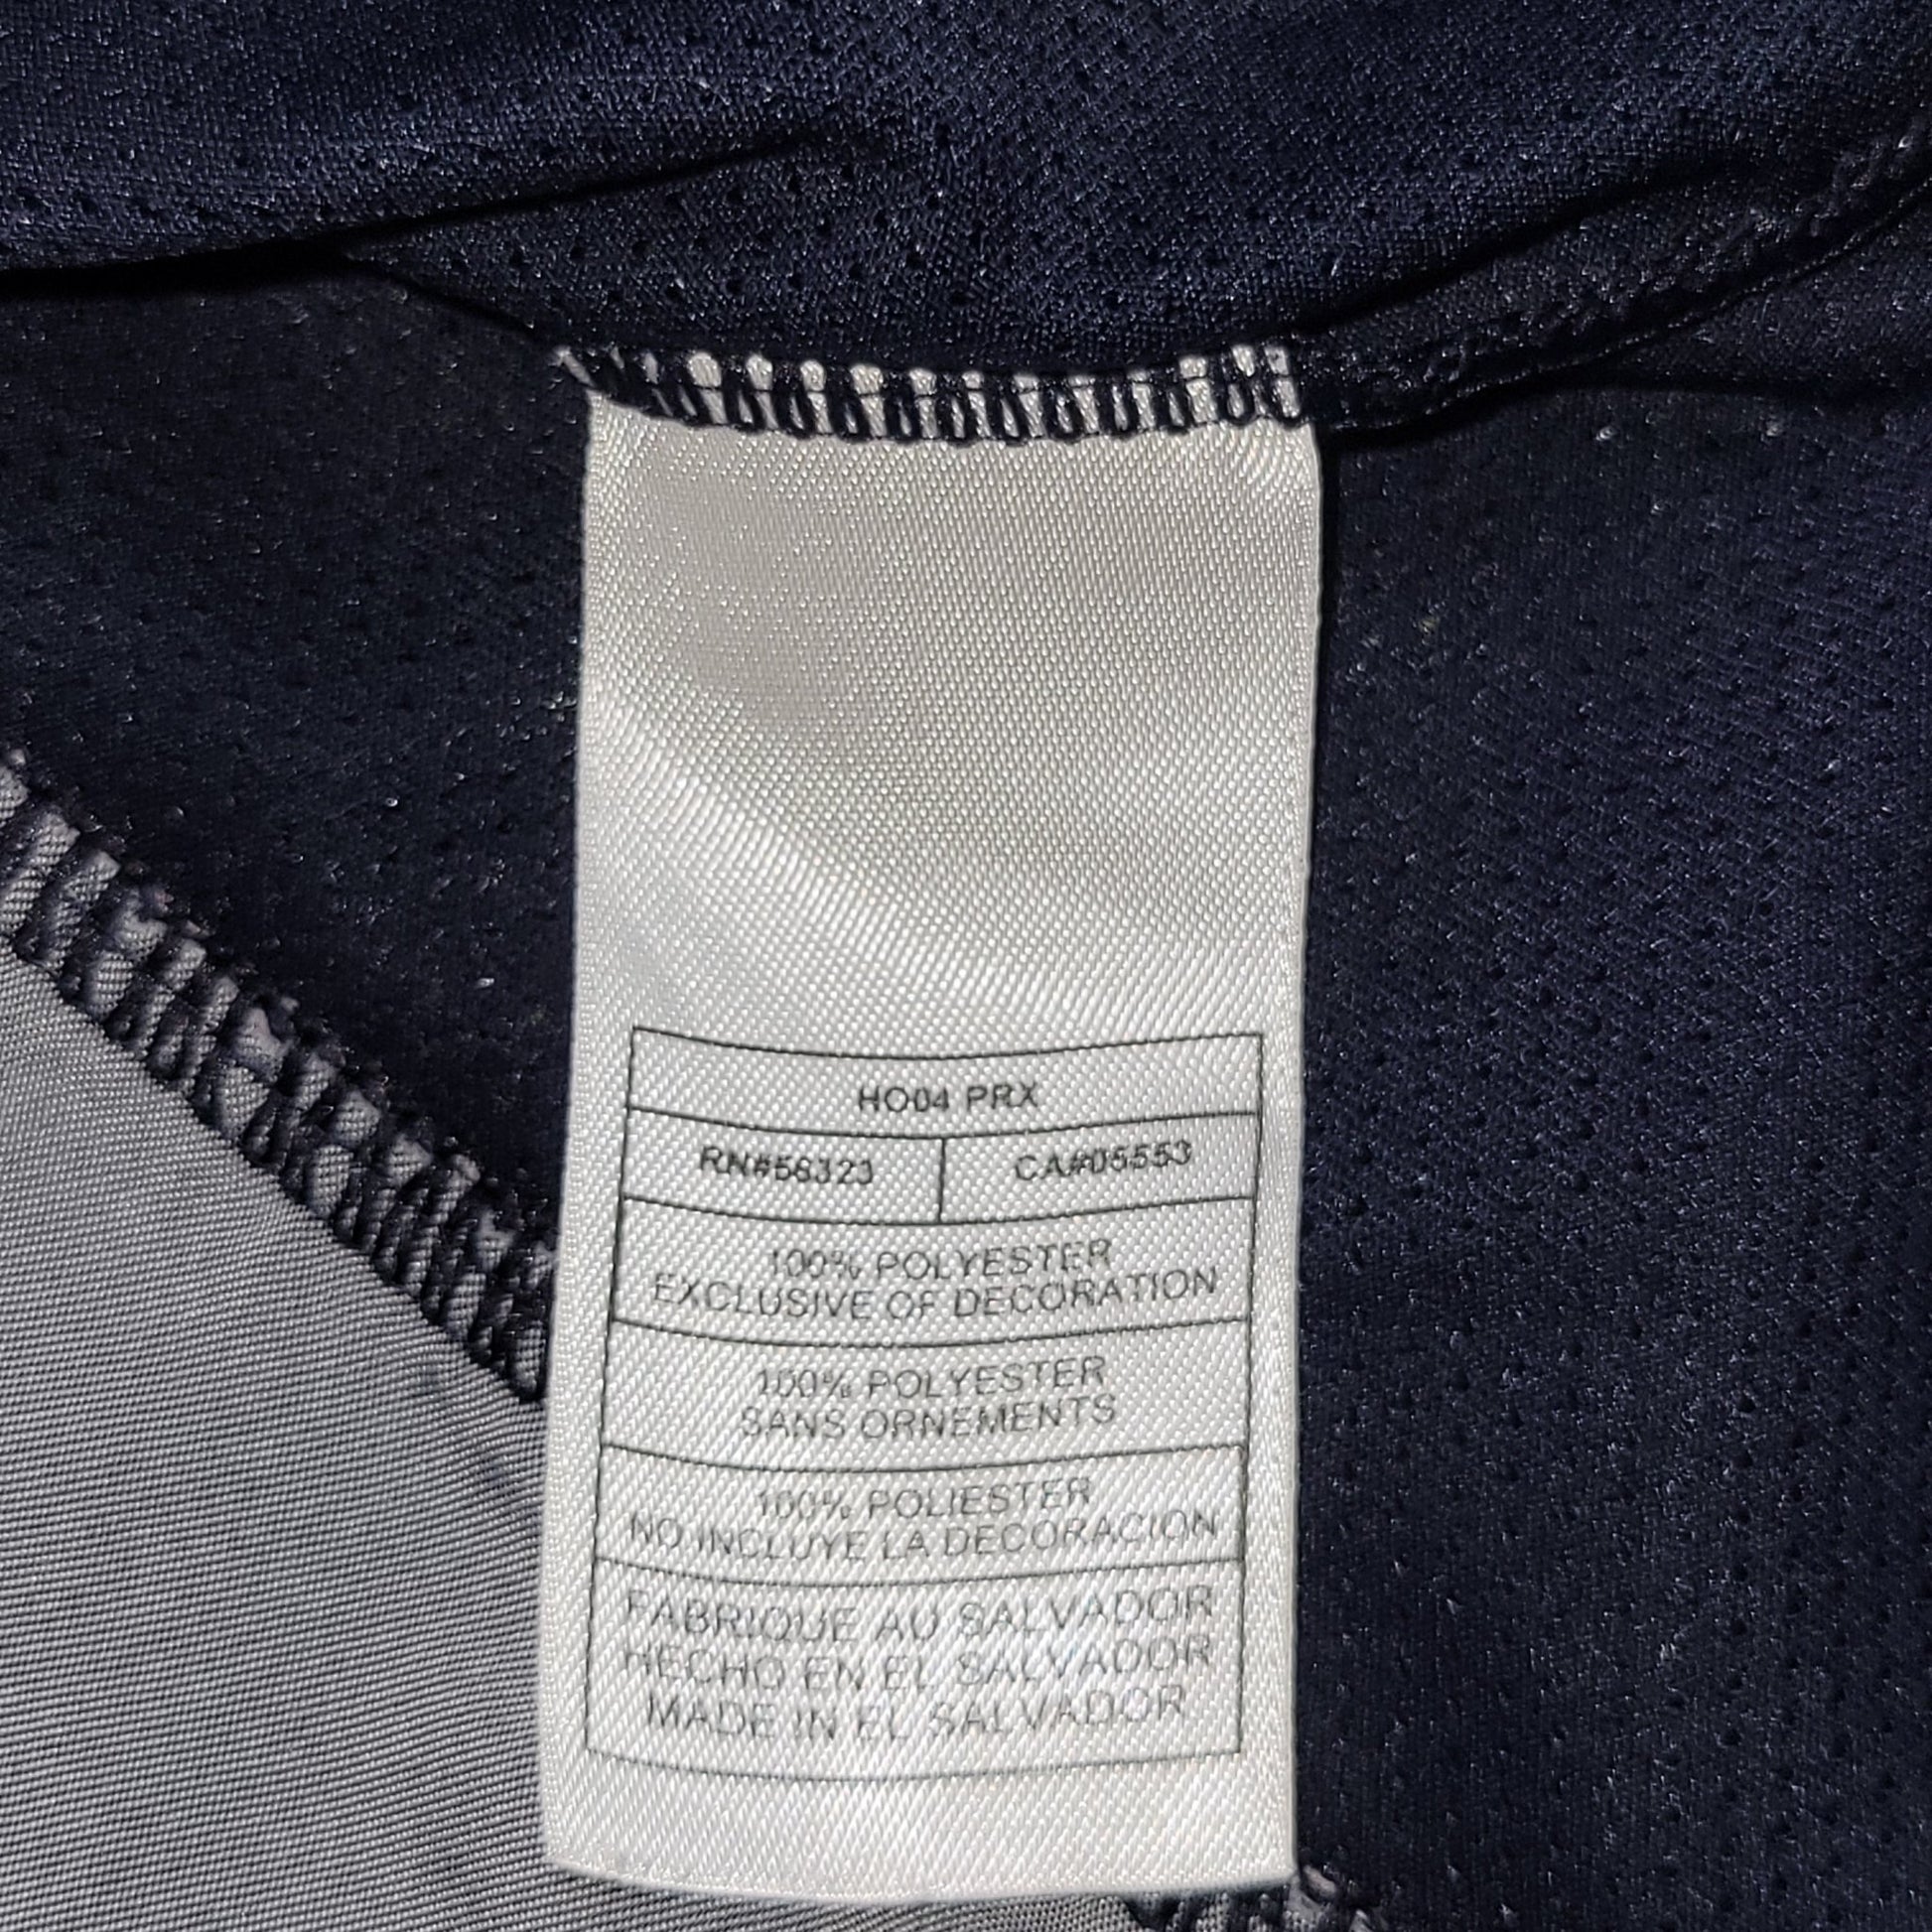 HO04 PRX
RN#56323 CA#05553
100% POLYESTER
EXCLUSIVE OF DECORATION
100% POLYESTER
SANS ORNEMENTS
100% POLIESTER
NO INCLUYE LA DECORACION
FABRIQUE AU SALVADOR
HECHO EN EL SALVADOR
MADE IN EL SALVADOR